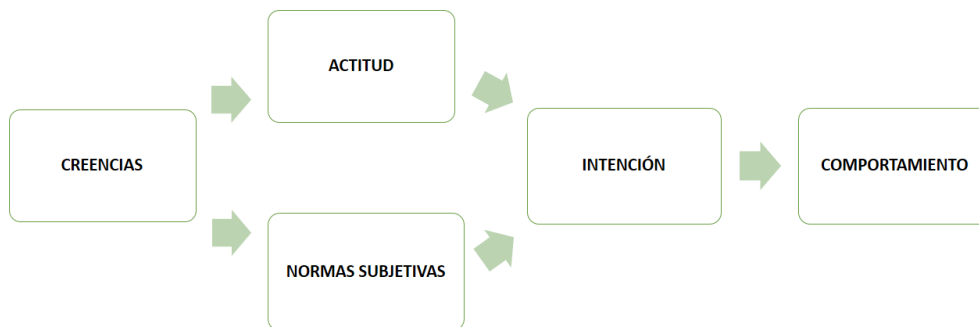 ACTITUD
CREENCIAS
INTENCIÓN
COMPORTAMIENTO
NORMAS SUBJETIVAS